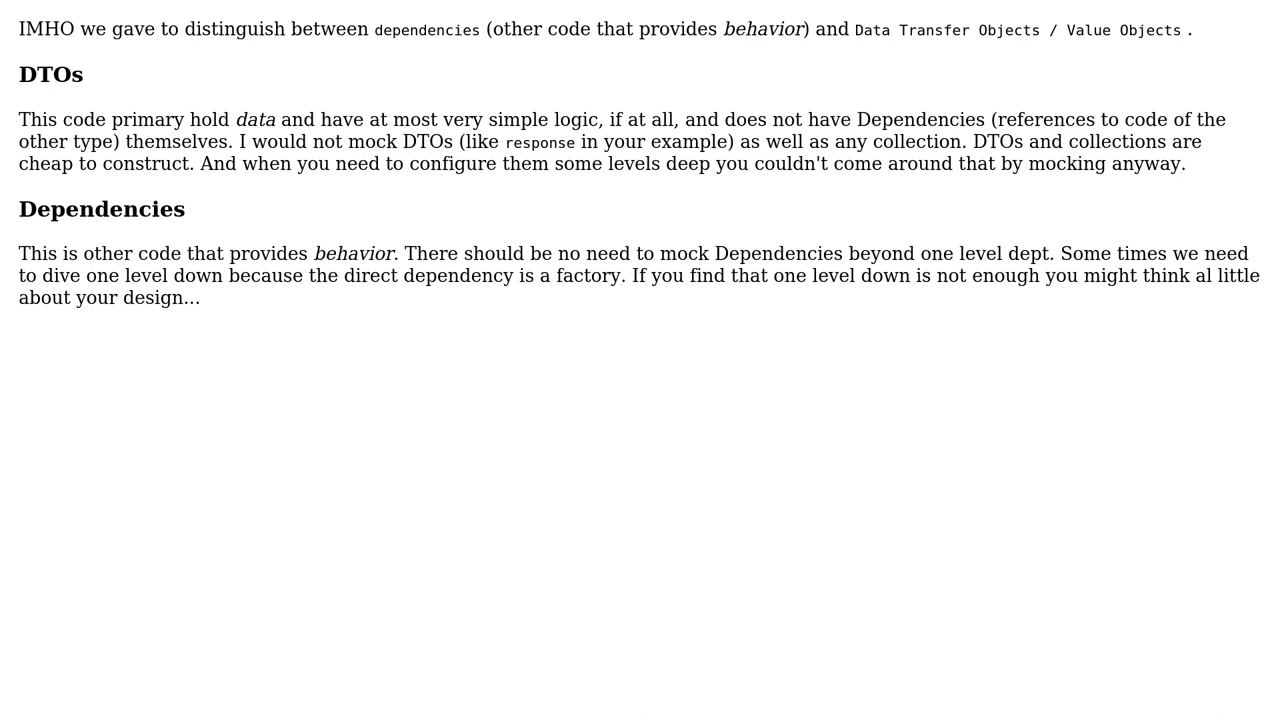 IMHO we gave to distinguish between dependencies (other code that provides behavior) and Data Transfer Objects / Value Objects .
DTOs
This code primary hold data and have at most very simple logic, if at all, and does not have Dependencies (references to code of the
other type) themselves. I would not mock DTOs (like response in your example) as well as any collection. DTOs and collections are
cheap to construct. And when you need to configure them some levels deep you couldn't come around that by mocking anyway.
Dependencies
This is other code that provides behavior. There should be no need to mock Dependencies beyond one level dept. Some times we need
to dive one level down because the direct dependency is a factory. If you find that one level down is not enough you might think al little
about your design...